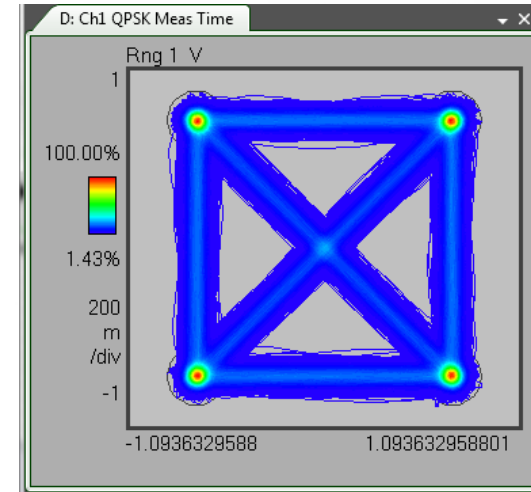 D: Ch1 QPSK Meas Time
Rng 1 V
1
100.00%
1.43%
200
m
/div
-1
-1.0936329588
1.093632958801